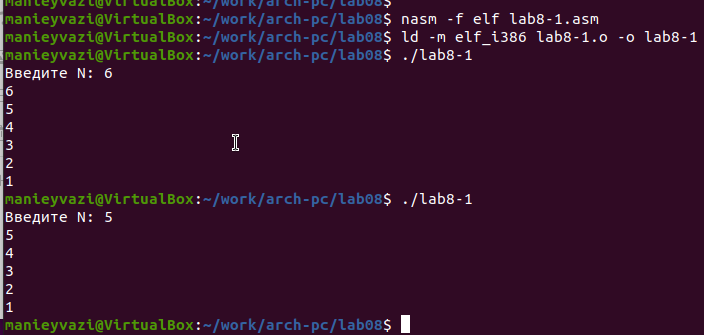 manieyvazi@VirtualBox:~/work/arch-pc/lab08$
manieyvazi@VirtualBox:~/work/arch-pc/lab08$ nasm -f elf lab8-1.asm
manieyvazi@VirtualBox:~/work/arch-pc/lab08$ ld -m elf_i386 lab8-1.o -o lab8-1
manieyvazi@VirtualBox:~/work/arch-pc/lab08$ ./lab8-1
Введите N: 6
6
5
4
3
2
1
manieyvazi@VirtualBox:~/work/arch-pc/lab08$ ./lab8-1
Введите N: 5
5
4
3
2
1
manieyvazi@VirtualBox:~/work/arch-pc/lab08$